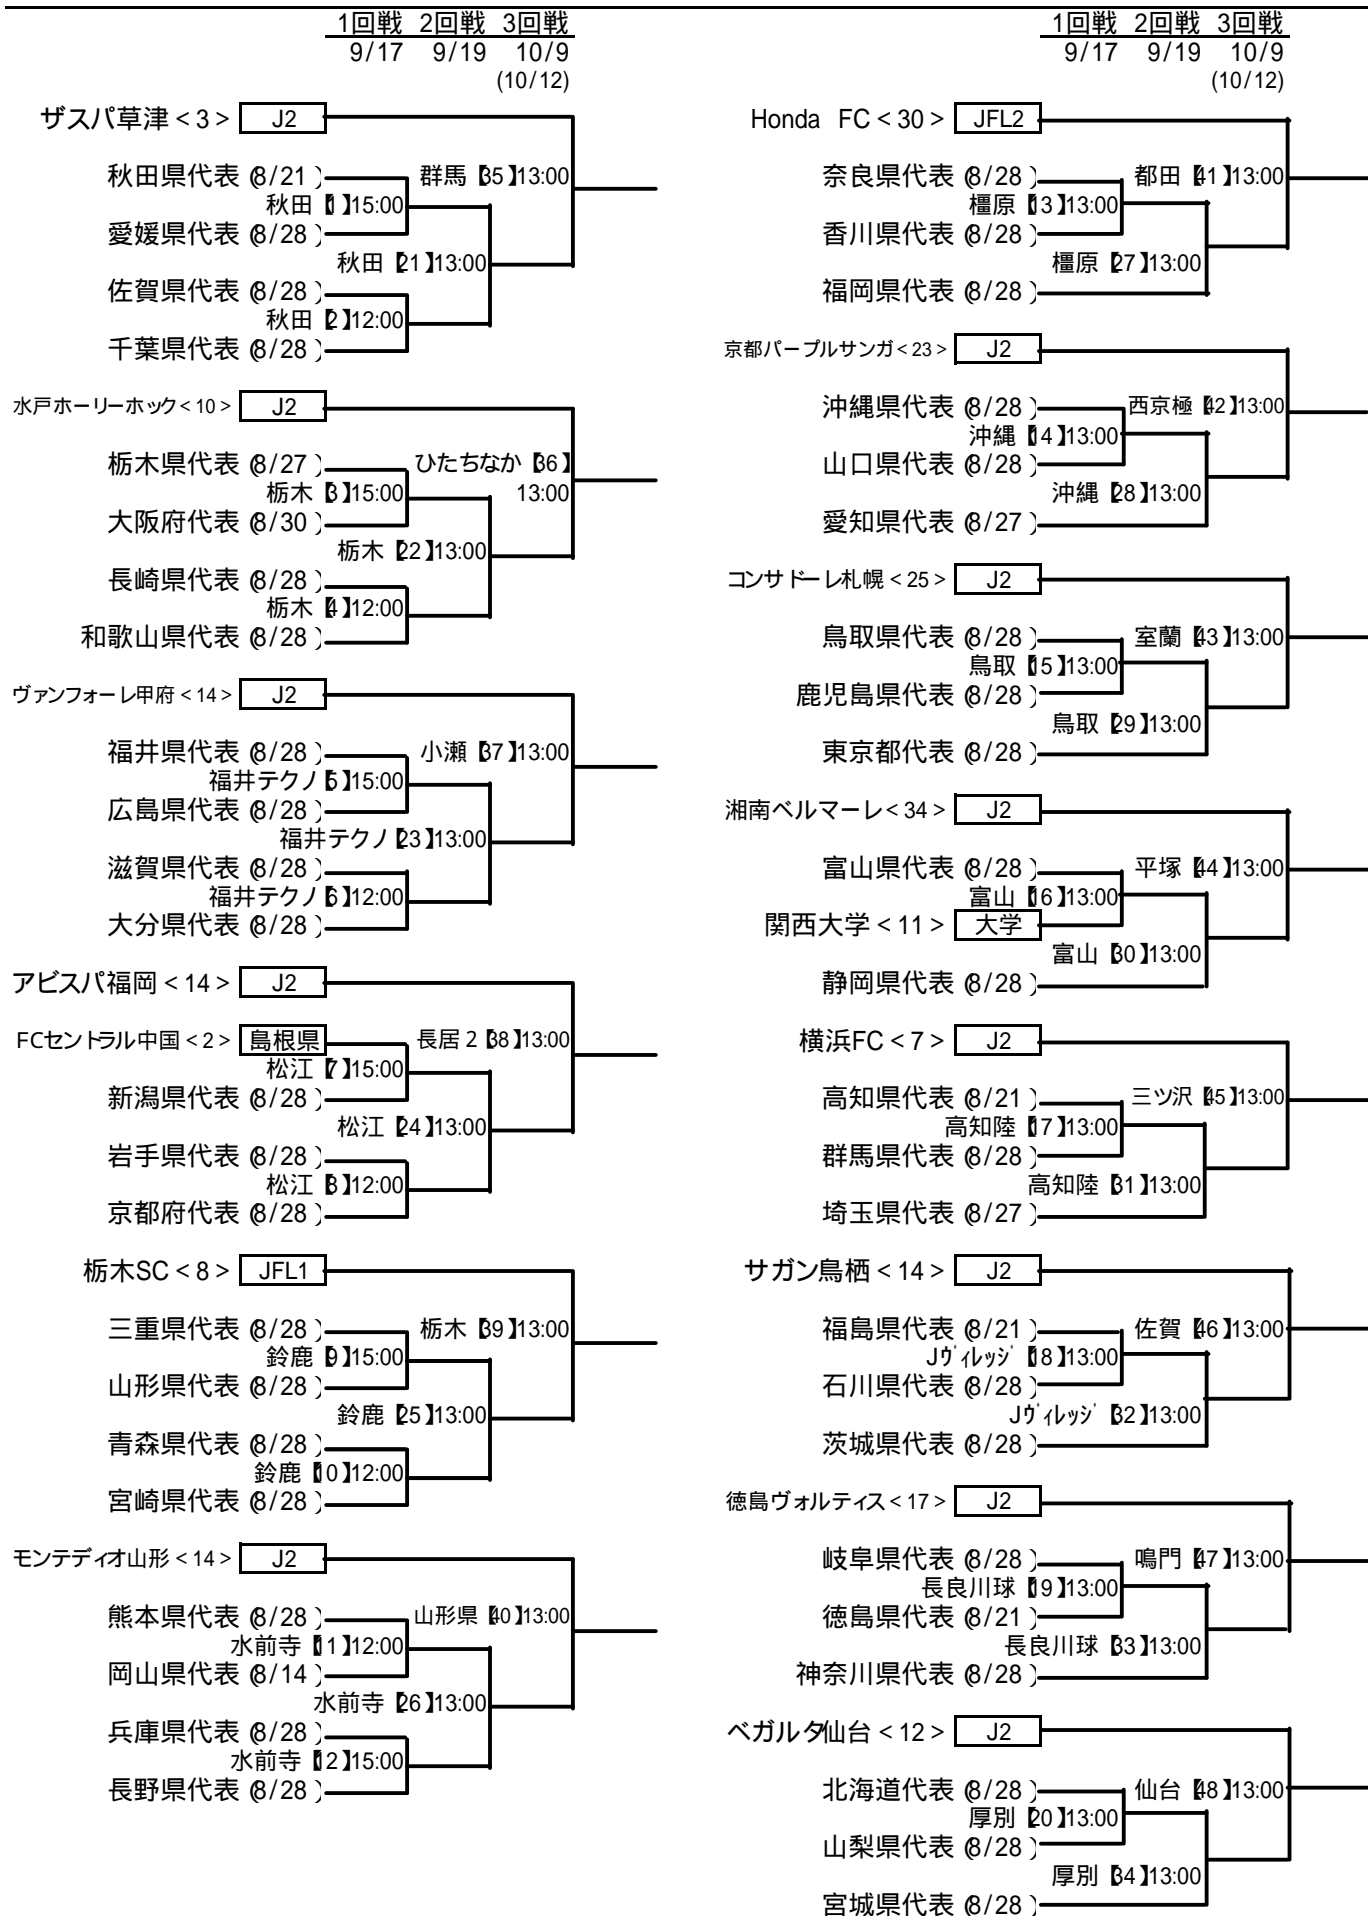 1回戦 2回戦 3回戦
9/17 9/19 10/9
(10/12)
ザスパ草津 < 3 > J2
秋田県代表 (8/21 )
群馬【35】13:00
秋田【1】15:00
愛媛県代表 (8/28 )
秋田【21】13:00
佐賀県代表 (8/28 )
秋田【2】12:00
千葉県代表 (8/28 )
水戸ホーリーホック < 10 > J2
栃木県代表 (8/27 )
ひたちなか【36】
栃木【3】15:00
13:00
大阪府代表 (8/30 )
栃木【22】13:00
長崎県代表 (8/28 )
栃木【4】12:00
和歌山県代表 (8/28 )
ヴァンフォーレ甲府 < 14 > J2
福井県代表 (8/28 )
小瀬【37】13:00
福井テクノ【5】15:00
広島県代表 (8/28 )
福井テクノ【23】13:00
滋賀県代表 (8/28 )
福井テクノ【6】12:00
大分県代表 (8/28 )
アビスパ福岡 < 14 > J2
FCセントラル中国 < 2 > 島根県
長居2【38】13:00
松江【7】15:00
新潟県代表 (8/28 )
松江【24】13:00
岩手県代表 (8/28 )
松江【8】12:00
京都府代表 (8/28 )
栃木SC < 8 > JFL1
三重県代表 (8/28 )
栃木【39】13:00
鈴鹿【9】15:00
山形県代表 (8/28 )
鈴鹿【25】13:00
青森県代表 (8/28 )
鈴鹿【10】12:00
宮崎県代表 (8/28 )
モンテディオ山形 < 14 > J2
熊本県代表 (8/28 )
山形県【40】13:00
水前寺【11】12:00
岡山県代表 (8/14 )
水前寺【26】13:00
兵庫県代表 (8/28 )
水前寺【12】15:00
長野県代表 (8/28 )
1回戦 2回戦 3回戦
9/17 9/19 10/9
(10/12)
Honda FC < 30 > JFL2
奈良県代表 (8/28 )
都田【41】13:00
橿原【13】13:00
香川県代表 (8/28 )
橿原【27】13:00
福岡県代表 (8/28 )
京都パープルサンガ < 23 > J2
沖縄県代表 (8/28 )
西京極【42】13:00
沖縄【14】13:00
山口県代表 (8/28 )
沖縄【28】13:00
愛知県代表 (8/27 )
コンサドーレ札幌 < 25 > J2
鳥取県代表 (8/28 )
室蘭【43】13:00
鳥取【15】13:00
鹿児島県代表 (8/28 )
鳥取【29】13:00
東京都代表 (8/28 )
湘南ベルマーレ < 34 > J2
富山県代表 (8/28 )
平塚【44】13:00
富山【16】13:00
関西大学 < 11 > 大学
富山【30】13:00
静岡県代表 (8/28 )
横浜FC < 7 > J2
高知県代表 (8/21 )
三ツ沢【45】13:00
高知陸【17】13:00
群馬県代表 (8/28 )
高知陸【31】13:00
埼玉県代表 (8/27 )
サガン鳥栖 < 14 > J2
福島県代表 (8/21 )
佐賀【46】13:00
Jヴィレッジ【18】13:00
石川県代表 (8/28 )
Jヴィレッジ【32】13:00
茨城県代表 (8/28 )
徳島ヴォルティス < 17 > J2
岐阜県代表 (8/28 )
鳴門【47】13:00
長良川球【19】13:00
徳島県代表 (8/21 )
長良川球【33】13:00
神奈川県代表 (8/28 )
ベガルタ仙台 < 12 > J2
北海道代表 (8/28 )
仙台【48】13:00
厚別【20】13:00
山梨県代表 (8/28 )
厚別【34】13:00
宮城県代表 (8/28 )